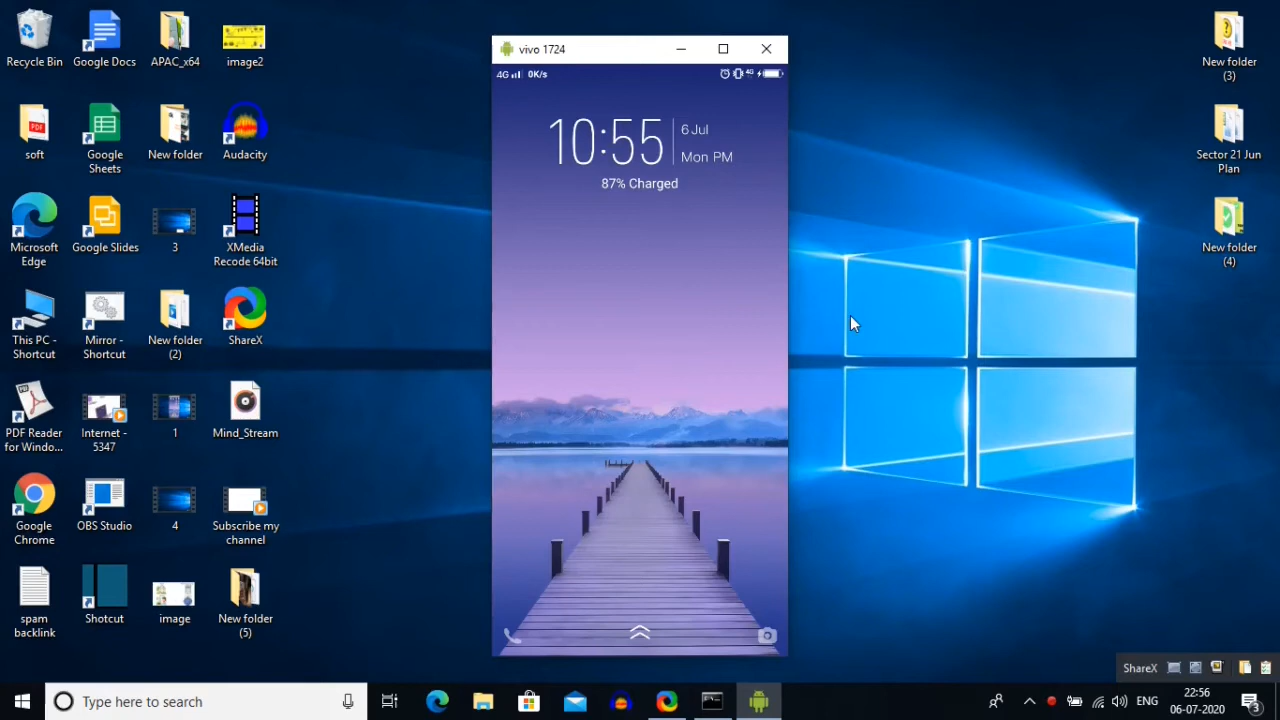 Recycle Bin
Google Docs
APAC_x64
image2
soft
Google
Sheets
New folder
Audacity
Microsoft
Edge
Google Slides
3
XMedia
Recode 64bit
This PC -
Shortcut
Mirror -
Shortcut
New folder
(2)
ShareX
PDF Reader
for Windo...
Internet -
5347
1
Mind_Stream
Google
Chrome
OBS Studio
4
Subscribe my
channel
spam
backlink
Shotcut
image
New folder
(5)
vivo 1724
4G 0K/s
4G
10:55
6 Jul
Mon PM
87% Charged
New folder
(3)
Sector 21 Jun
Plan
New folder
(4)
ShareX
Type here to search
ENG
22:56
06-07-2020
3